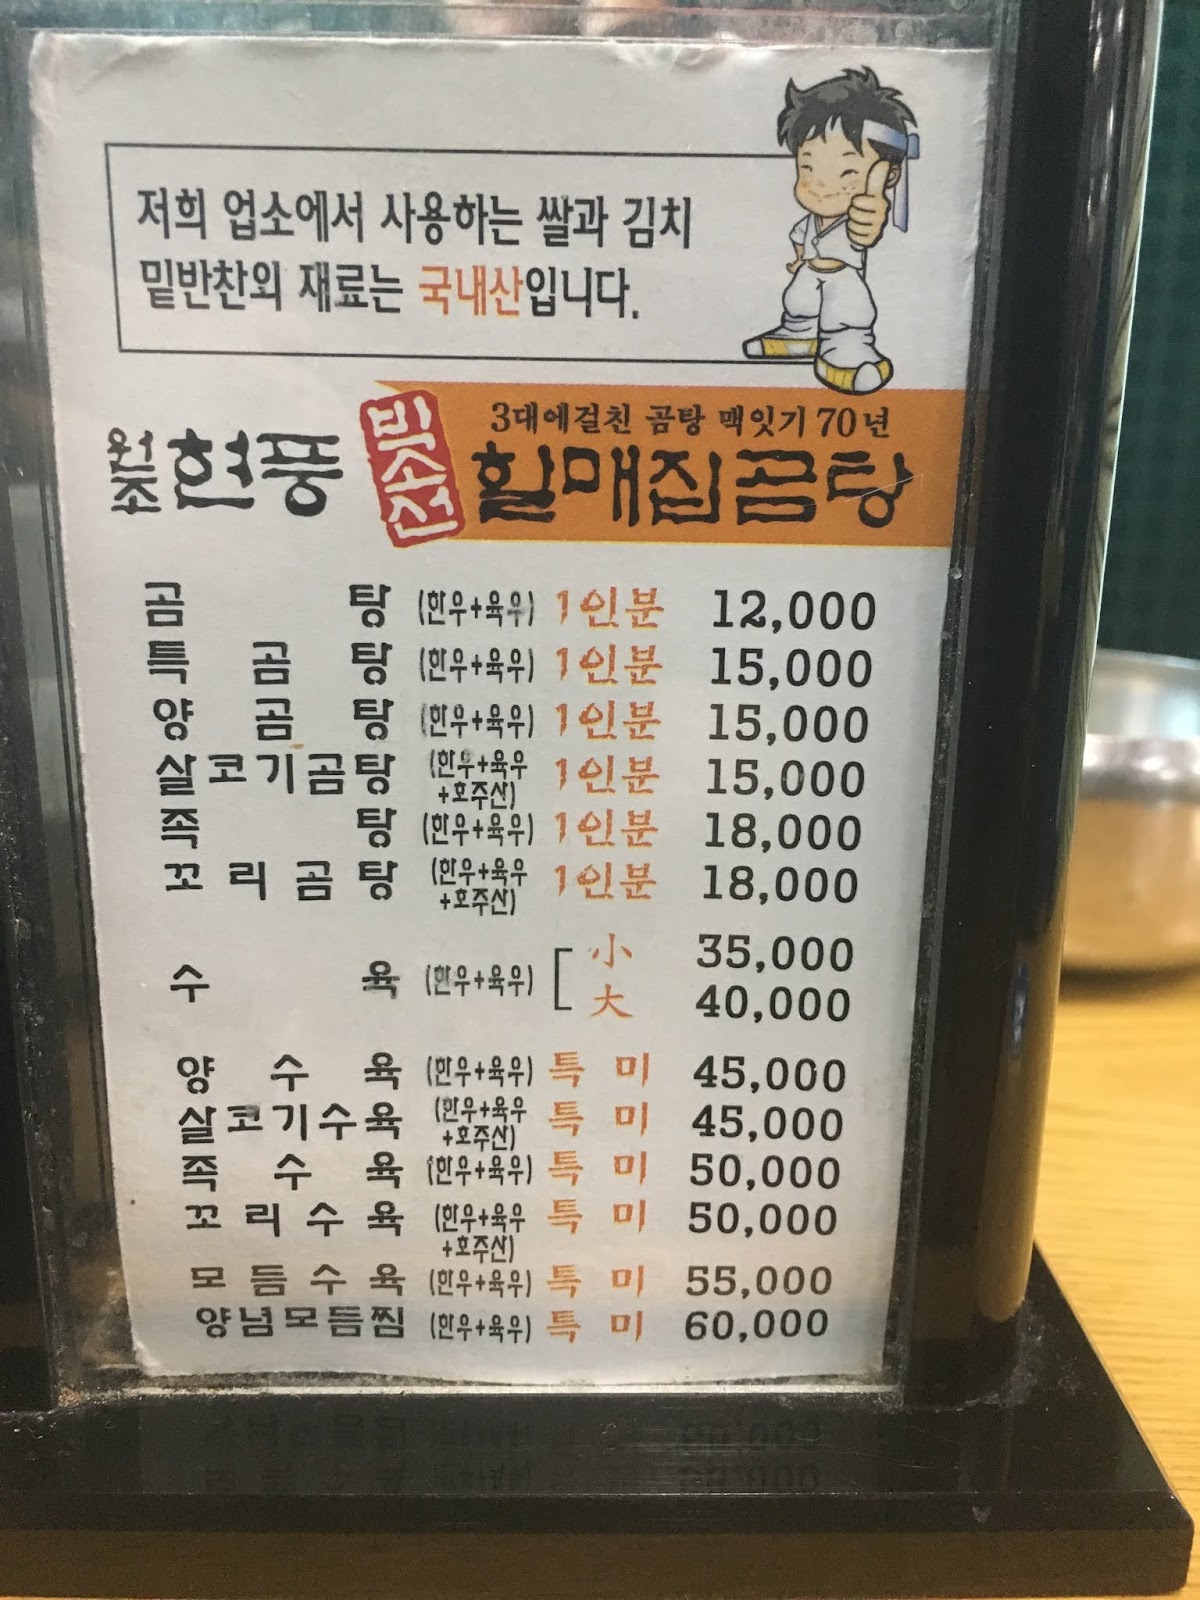 저희 업소에서 사용하는 쌀과 김치
밑반찬외 재료는 국내산입니다.
3대에걸친 곰탕 맥잇기 70년
원조 현풍 박소선 할매집곰탕
곰탕 (한우+육우) 1인분 12,000
특곰탕 (한우+육우) 1인분 15,000
양곰탕 (한우+육우) 1인분 15,000
살코기곰탕 (한우+육우+호주산) 1인분 15,000
족탕 (한우+육우) 1인분 18,000
꼬리곰탕 (한우+육우+호주산) 1인분 18,000
수육 (한우+육우) 小 35,000
大 40,000
양수육 (한우+육우) 특미 45,000
살코기수육 (한우+육우+호주산) 특미 45,000
족수육 (한우+육우) 특미 50,000
꼬리수육 (한우+육우+호주산) 특미 50,000
모듬수육 (한우+육우) 특미 55,000
양념모듬찜 (한우+육우) 특미 60,000